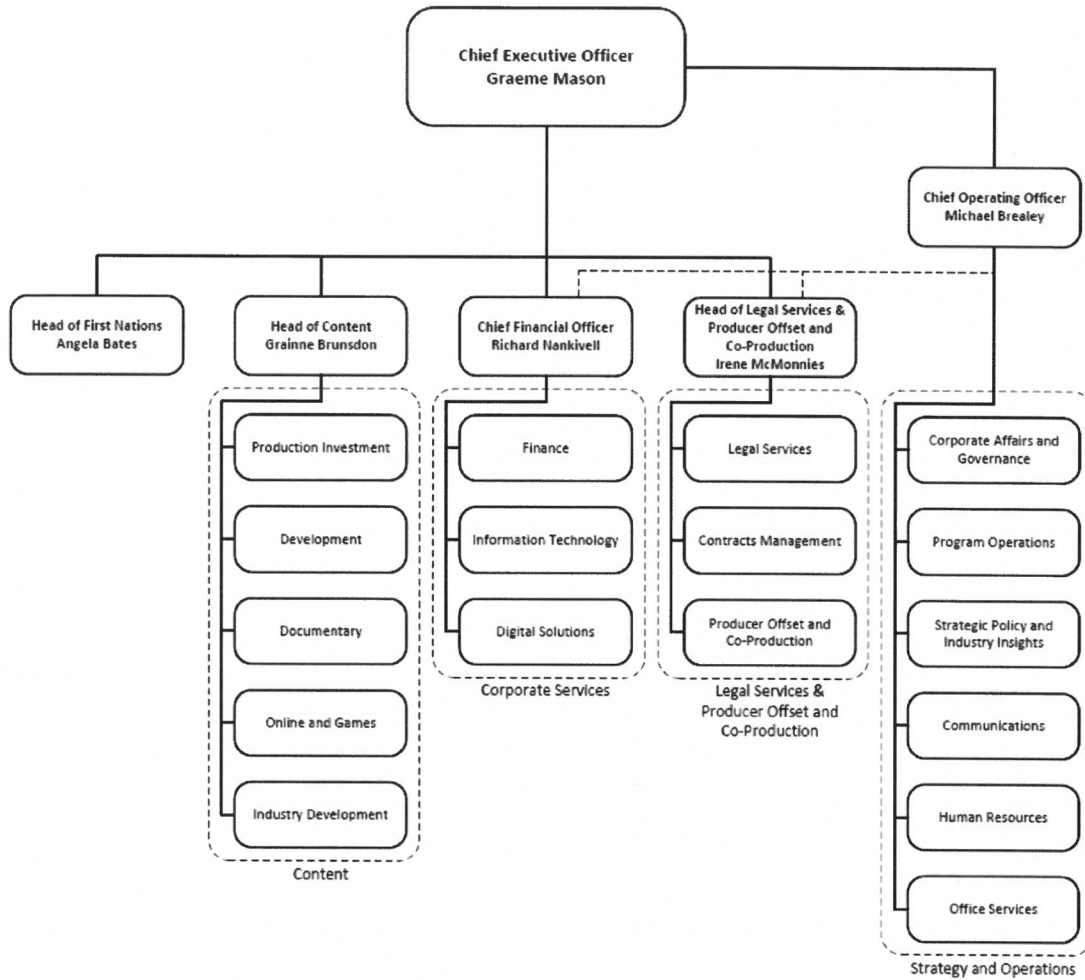 Chief Executive Officer
Graeme Mason
Chief Operating Officer
Michael Brealey
Head of First Nations
Angela Bates
Head of Content
Grainne Brunsdon
Chief Financial Officer
Richard Nankivell
Head of Legal Services &
Producer Offset and
Co-Production
Irene McMonnies
Production Investment
Development
Documentary
Online and Games
Industry Development
Content
Finance
Information Technology
Digital Solutions
Corporate Services
Legal Services
Contracts Management
Producer Offset and
Co-Production
Legal Services &
Producer Offset and
Co-Production
Corporate Affairs and
Governance
Program Operations
Strategic Policy and
Industry Insights
Communications
Human Resources
Office Services
Strategy and Operations